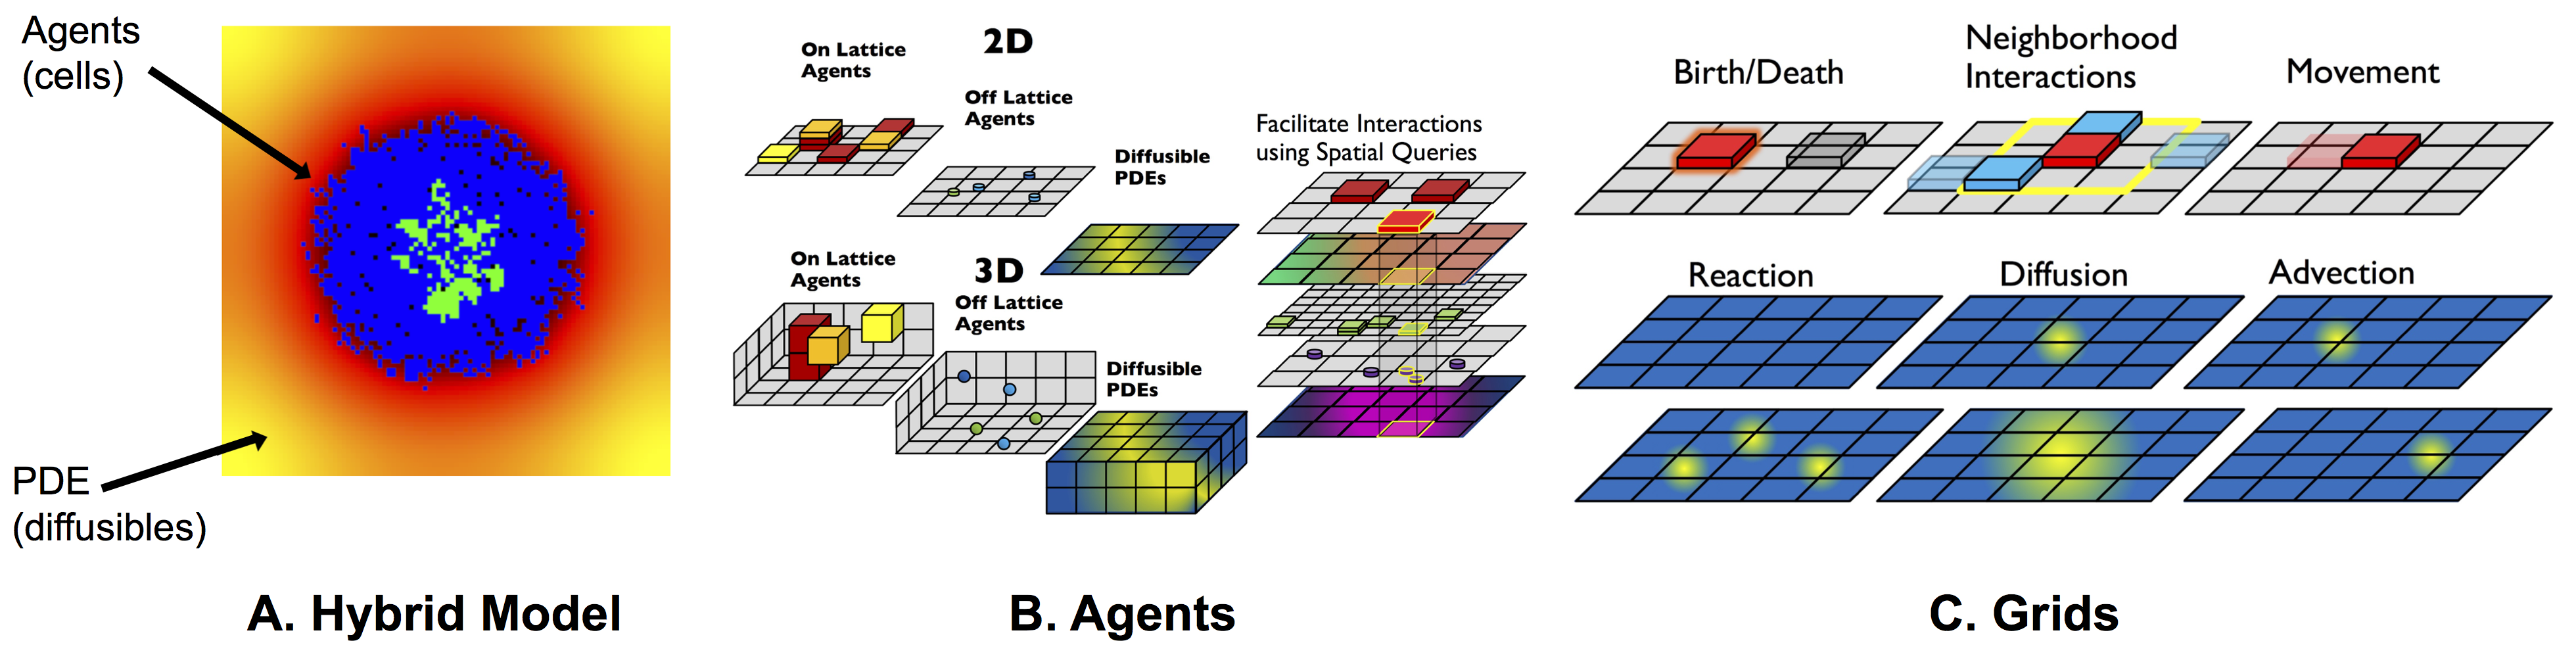 Agents
(cells)
PDE
(diffusibles)
A. Hybrid Model
2D
On Lattice
Agents
Off Lattice
Agents
Diffusible
PDEs
3D
On Lattice
Agents
Off Lattice
Agents
Diffusible
PDEs
Facilitate Interactions
using Spatial Queries
B. Agents
Birth/Death
Neighborhood
Interactions
Movement
Reaction
Diffusion
Advection
C. Grids